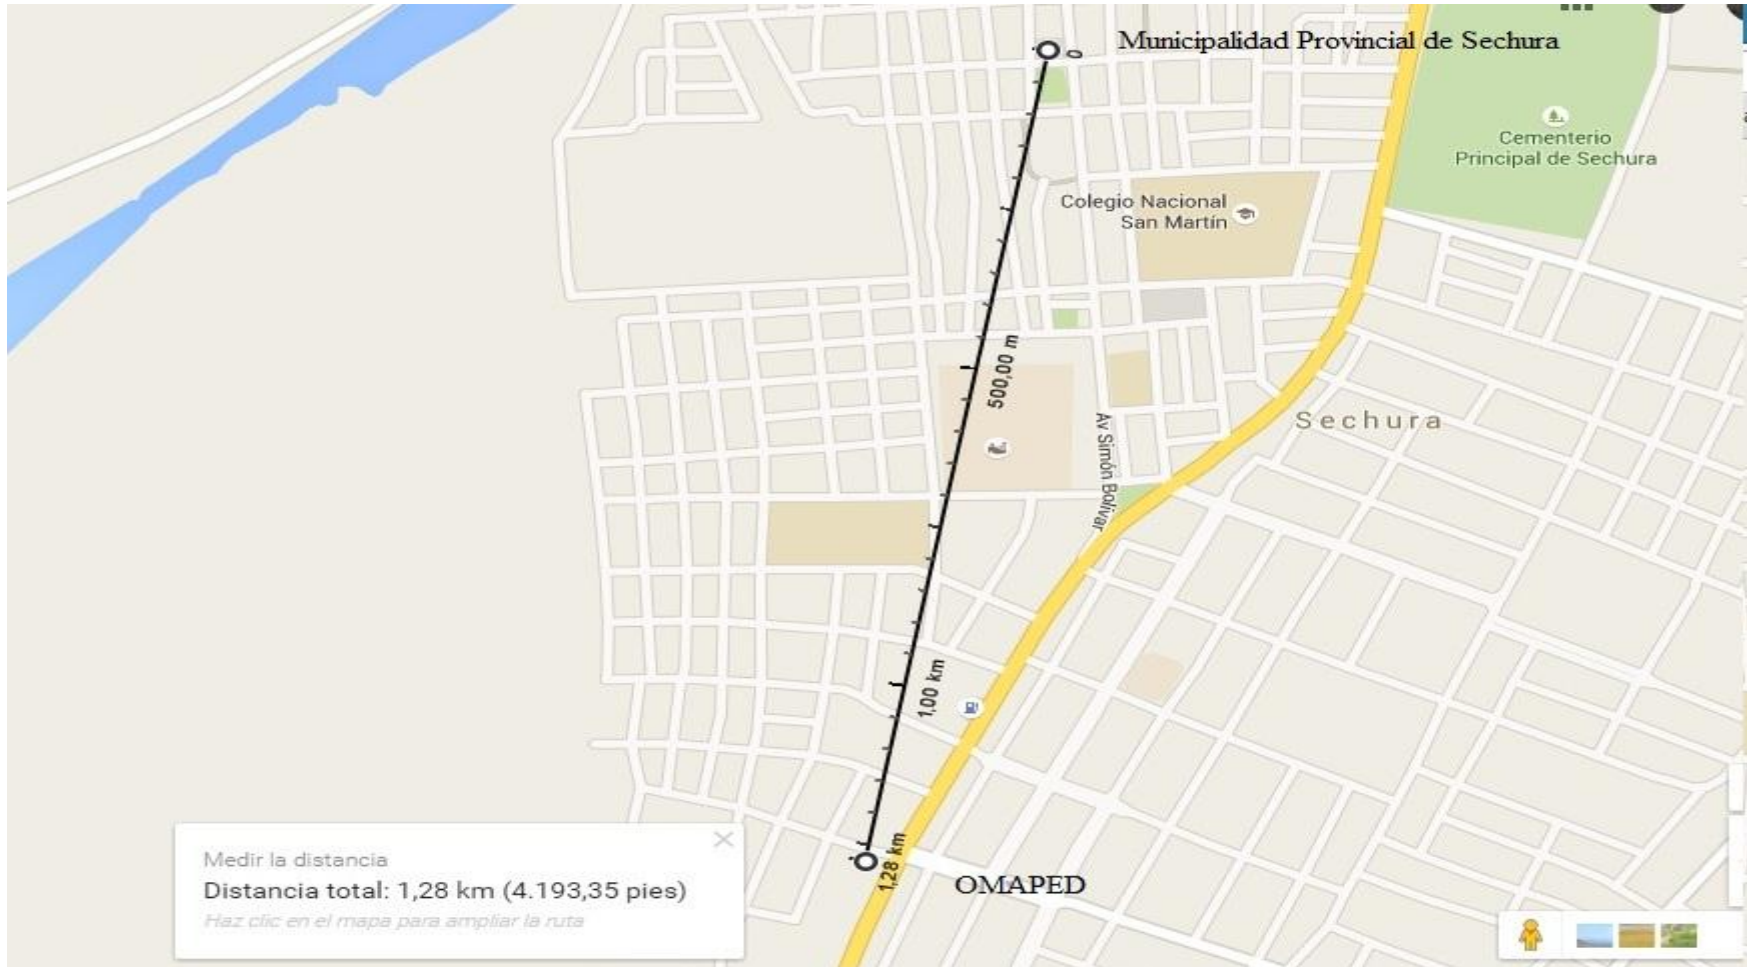 Municipalidad Provincial de Sechura
0
Cementerio
Principal de Sechura
Colegio Nacional
San Martín
500,00 m
Sechura
Av Simón Bolívar
1,00 km
1,28 km
OMAPED
Medir la distancia
Distancia total: 1,28 km (4.193,35 pies)
Haz clic en el mapa para ampliar la ruta